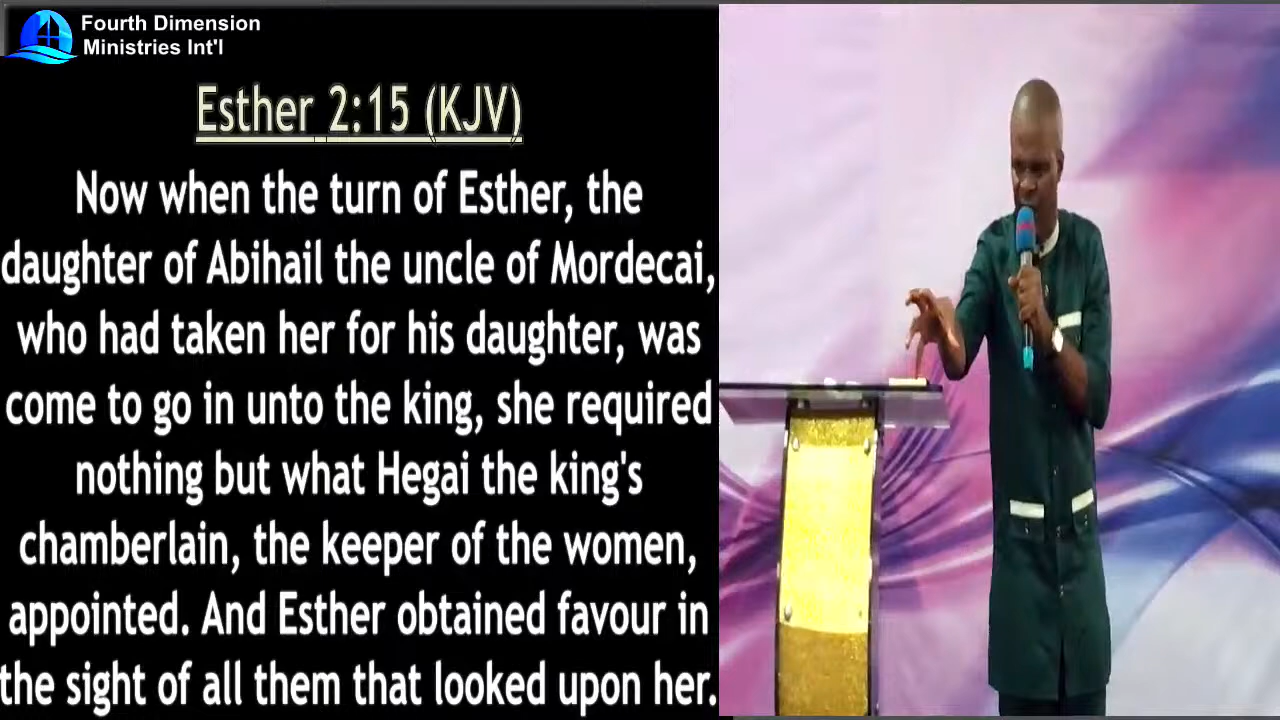 Fourth Dimension
Ministries Int'l
Esther 2:15 (KJV)
Now when the turn of Esther, the
daughter of Abihail the uncle of Mordecai,
who had taken her for his daughter, was
come to go in unto the king, she required
nothing but what Hegai the king's
chamberlain, the keeper of the women,
appointed. And Esther obtained favour in
the sight of all them that looked upon her.